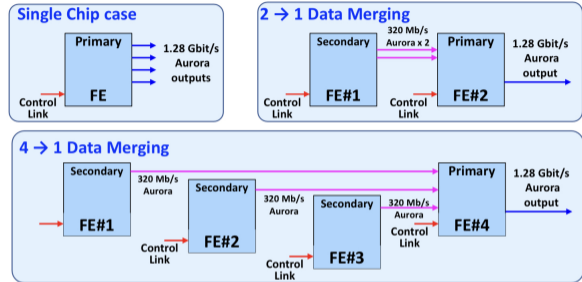 Single Chip case
Primary
FE
1.28 Gbit/s
Aurora
outputs
Control
Link
2 → 1 Data Merging
Secondary
FE#1
320 Mb/s
Aurora x 2
Primary
FE#2
1.28 Gbit/s
Aurora
output
Control
Link
Control
Link
4 → 1 Data Merging
Secondary
FE#1
320 Mb/s
Aurora
Secondary
FE#2
Control
Link
320 Mb/s
Aurora
Secondary
FE#3
Control
Link
320 Mb/s
Aurora
Primary
FE#4
Control
Link
1.28 Gbit/s
Aurora
output